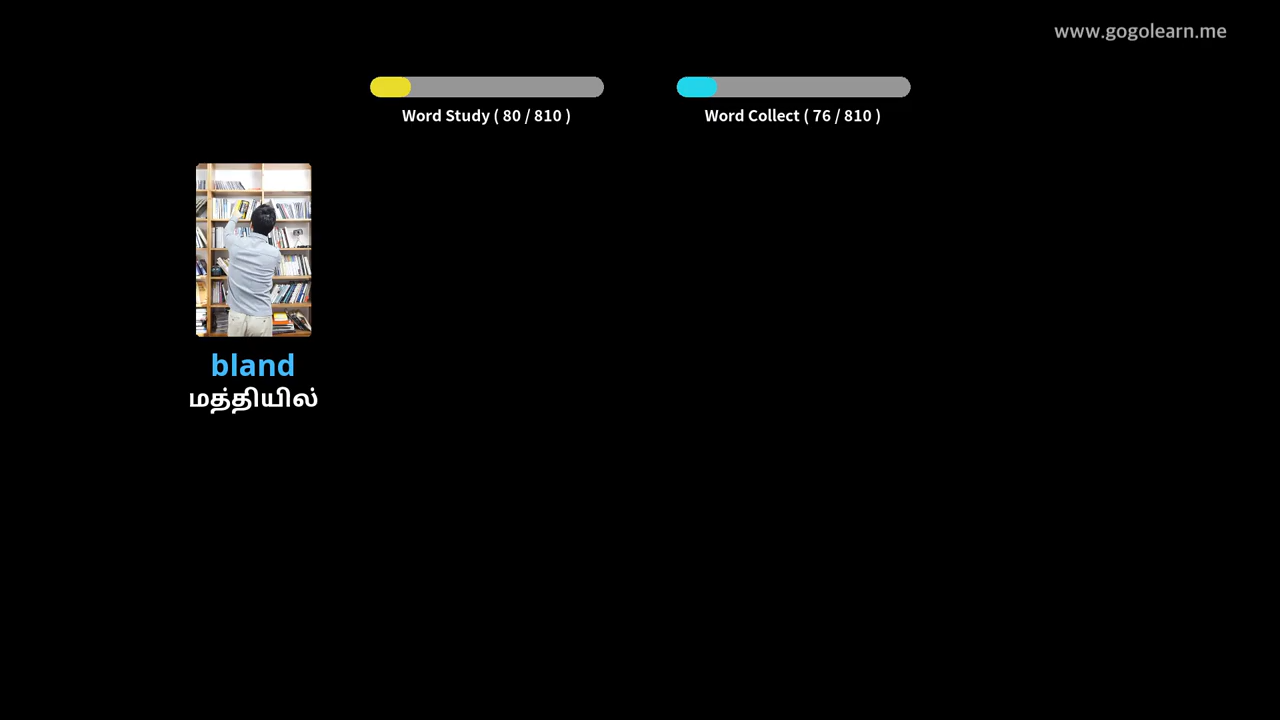 www.gogolearn.me
Word Study ( 80 / 810 )
Word Collect ( 76 / 810 )
bland
மத்தியில்